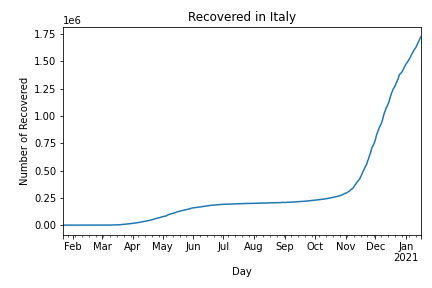 Recovered in Italy
1e6
1.75
1.50
1.25
1.00
0.75
0.50
0.25
0.00
Number of Recovered
Feb Mar Apr May Jun Jul Aug Sep Oct Nov Dec Jan
2021
Day